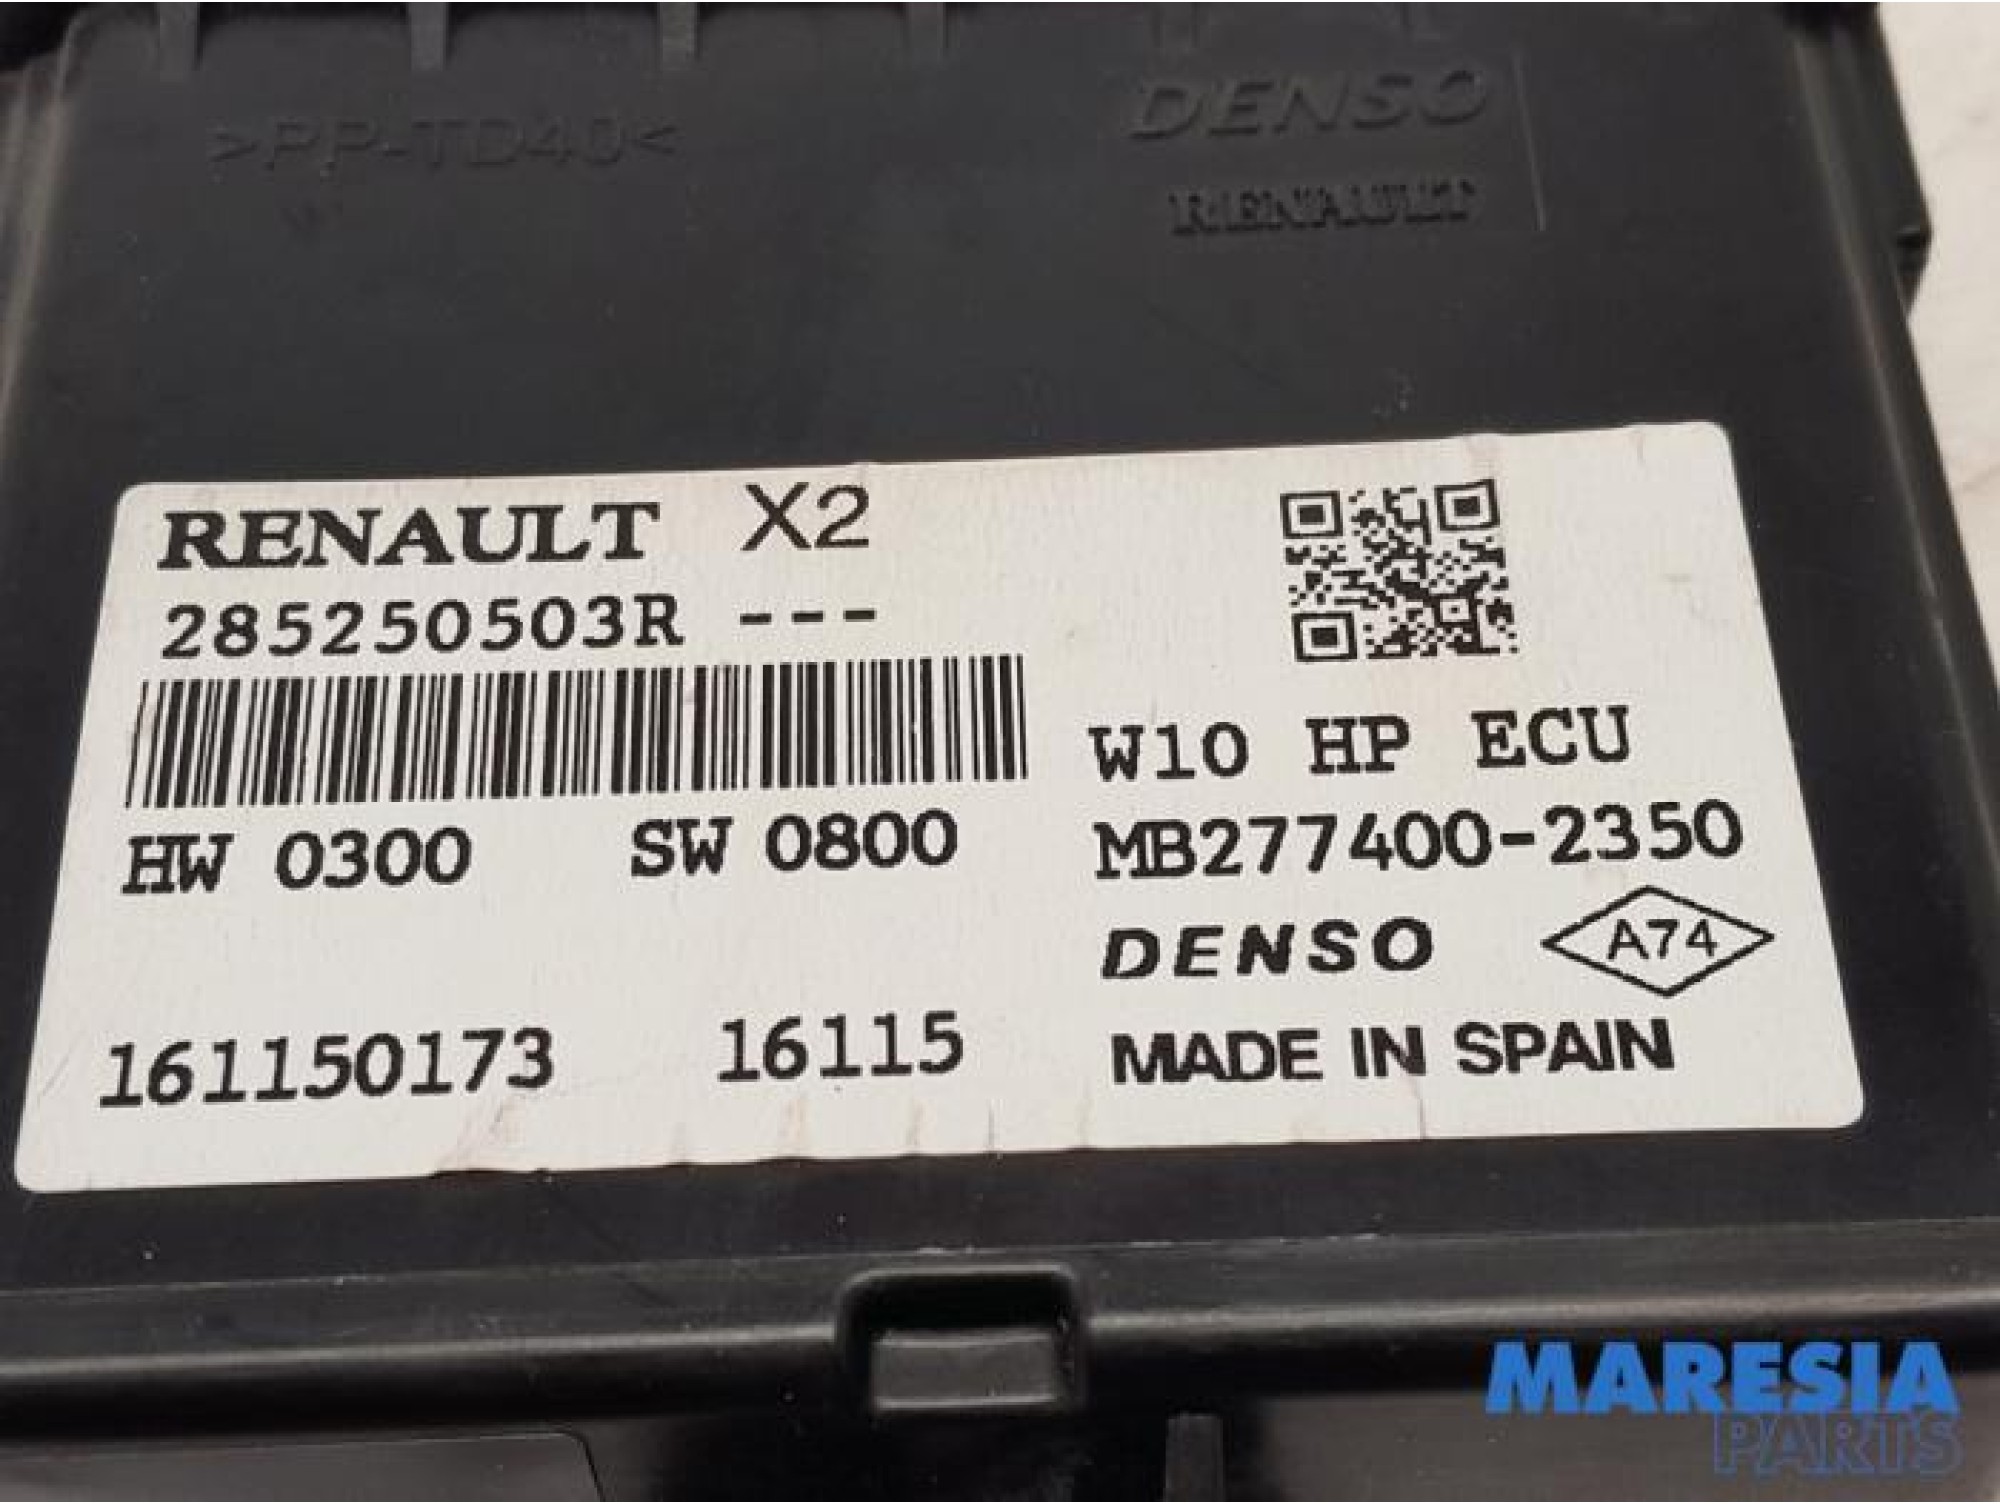 >PP-TD40<
DENSO
RENAULT
RENAULT X2
285250503R ---
HW 0300 SW 0800
161150173 16115
W10 HP ECU
MB277400-2350
DENSO A74
MADE IN SPAIN
MARESIA
PARTS